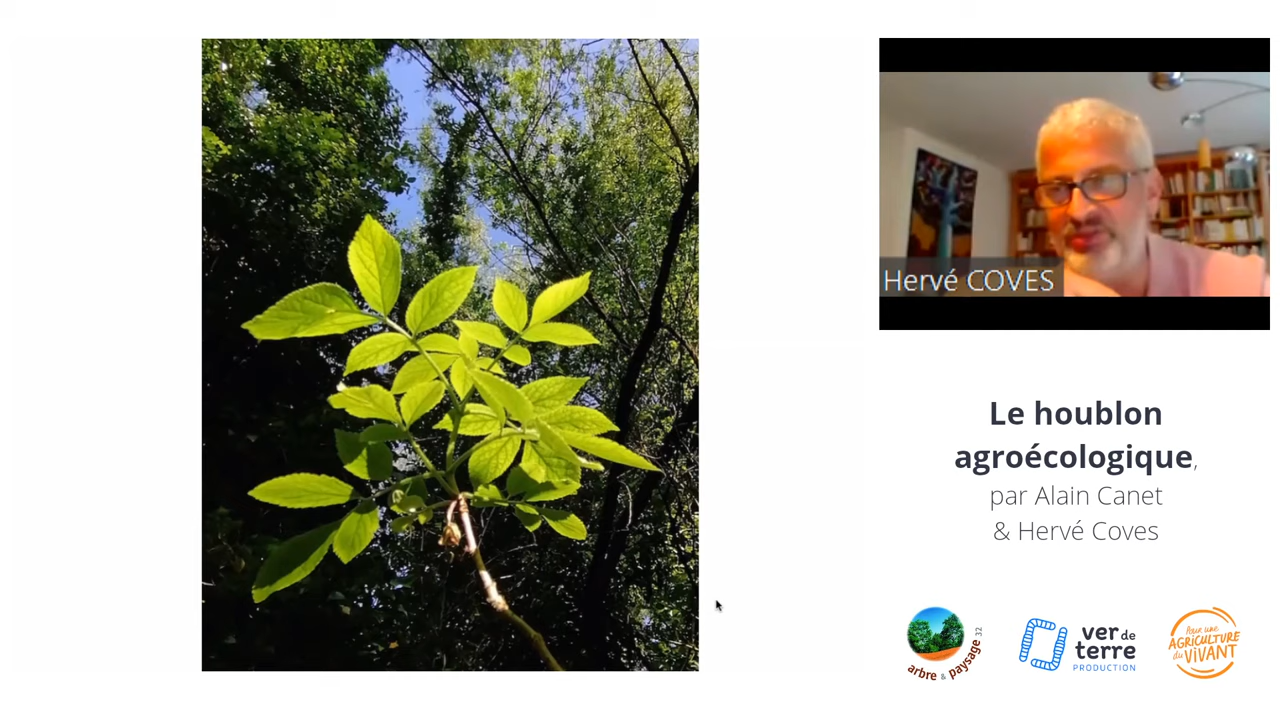 Hervé COVES
Le houblon
agroécologique,
par Alain Canet
& Hervé Coves
arbre & paysage 32
ver de
terre
PRODUCTION
Pour une
AGRICULTURE
du ViVANT